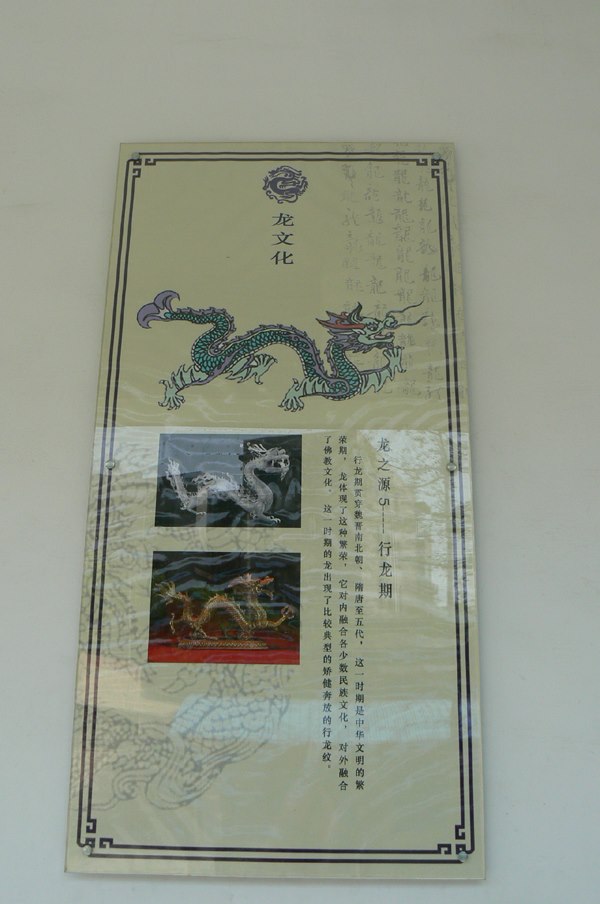 龙文化
龙之源5——行龙期
行龙期贯穿魏晋南北朝、隋唐至五代，这一时期是中华文明的繁
荣期，龙体现了这种繁荣，它对内融合各少数民族文化，对外融合
了佛教文化。这一时期的龙出现了比较典型的矫健奔放的行龙纹。